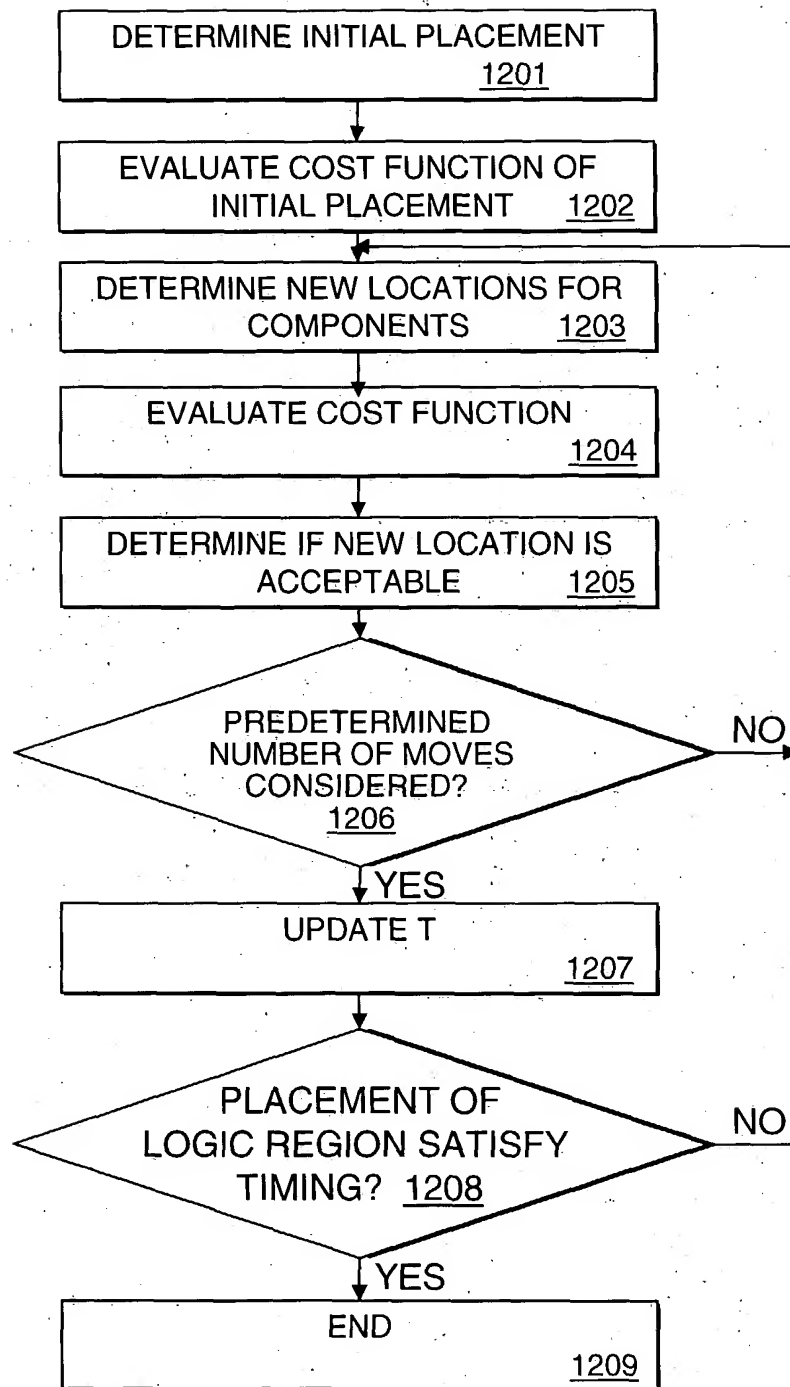 DETERMINE INITIAL PLACEMENT
1201
EVALUATE COST FUNCTION OF
INITIAL PLACEMENT 1202
DETERMINE NEW LOCATIONS FOR
COMPONENTS 1203
EVALUATE COST FUNCTION
1204
DETERMINE IF NEW LOCATION IS
ACCEPTABLE 1205
PREDETERMINED
NUMBER OF MOVES
CONSIDERED?
1206
NO
YES
UPDATE T
1207
PLACEMENT OF
LOGIC REGION SATISFY
TIMING? 1208
NO
YES
END
1209